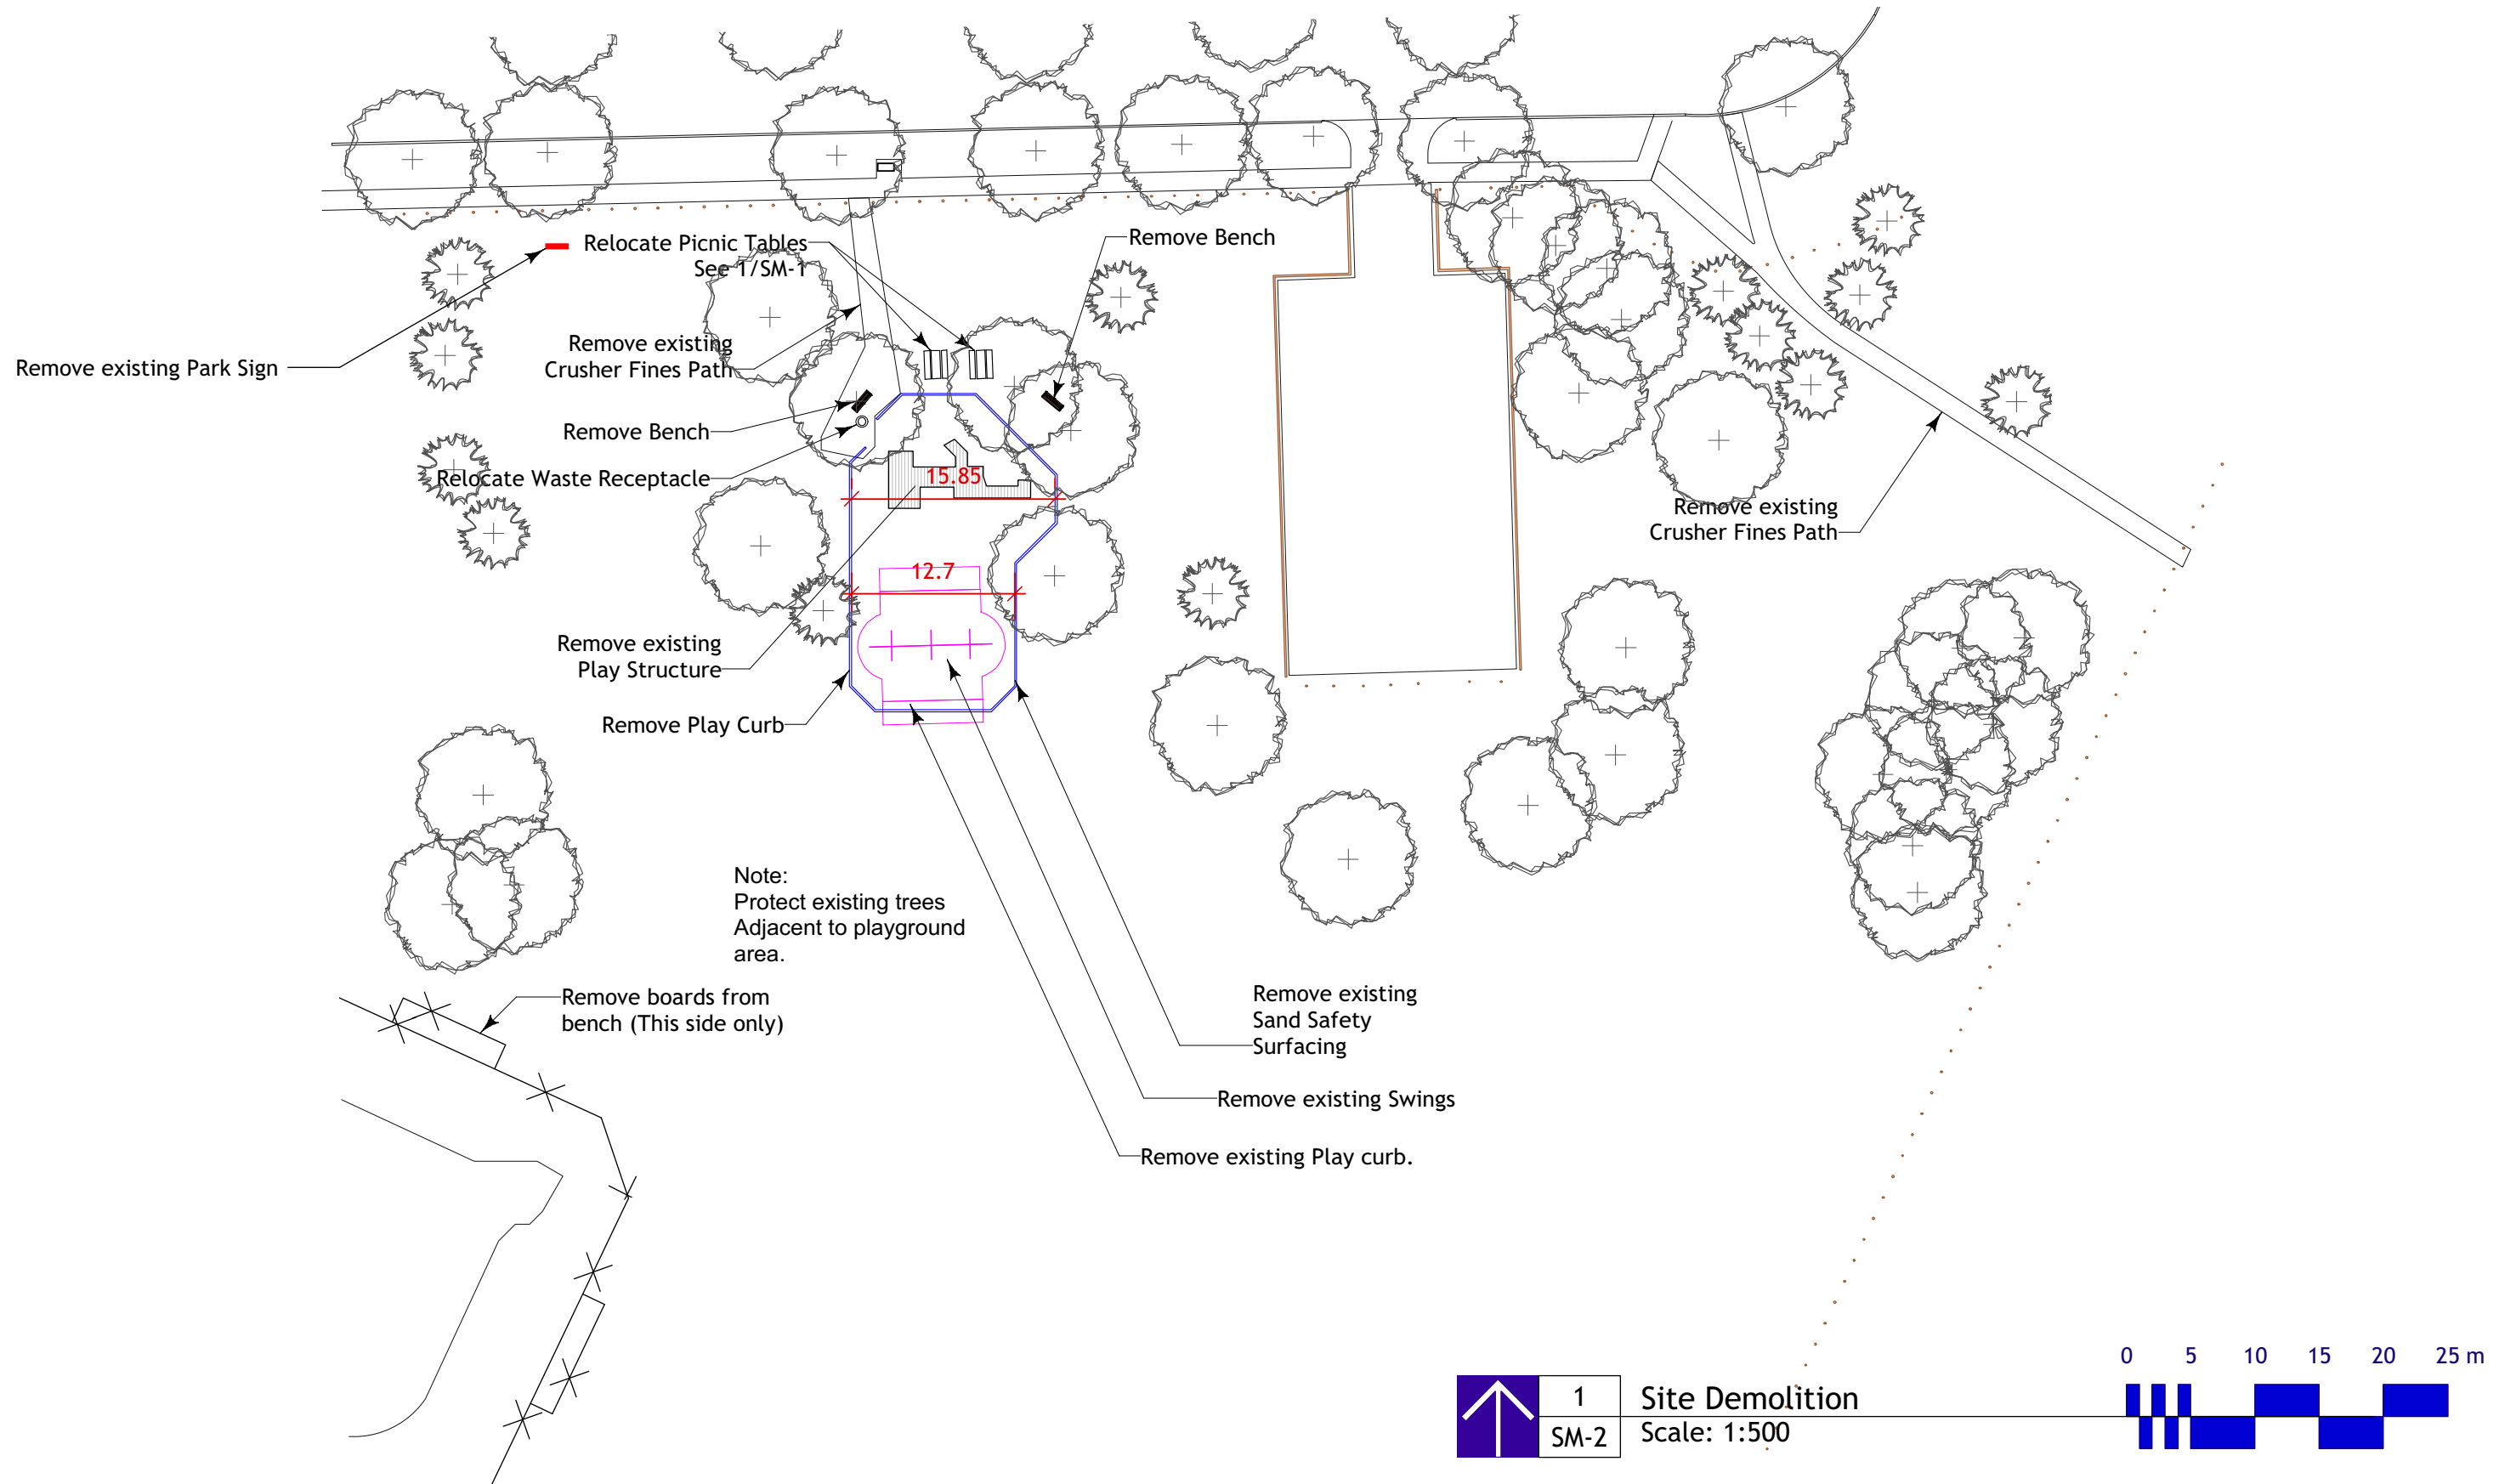 Relocate Picnic Tables
See 1/SM-1
Remove Bench
Remove existing Park Sign
Remove existing
Crusher Fines Path
Remove Bench
Relocate Waste Receptacle
15.85
Remove existing
Crusher Fines Path
12.7
Remove existing
Play Structure
Remove Play Curb
Note:
Protect existing trees
Adjacent to playground
area.
Remove boards from
bench (This side only)
Remove existing
Sand Safety
Surfacing
Remove existing Swings
Remove existing Play curb.
1
SM-2
Site Demolition
Scale: 1:500
0 5 10 15 20 25 m